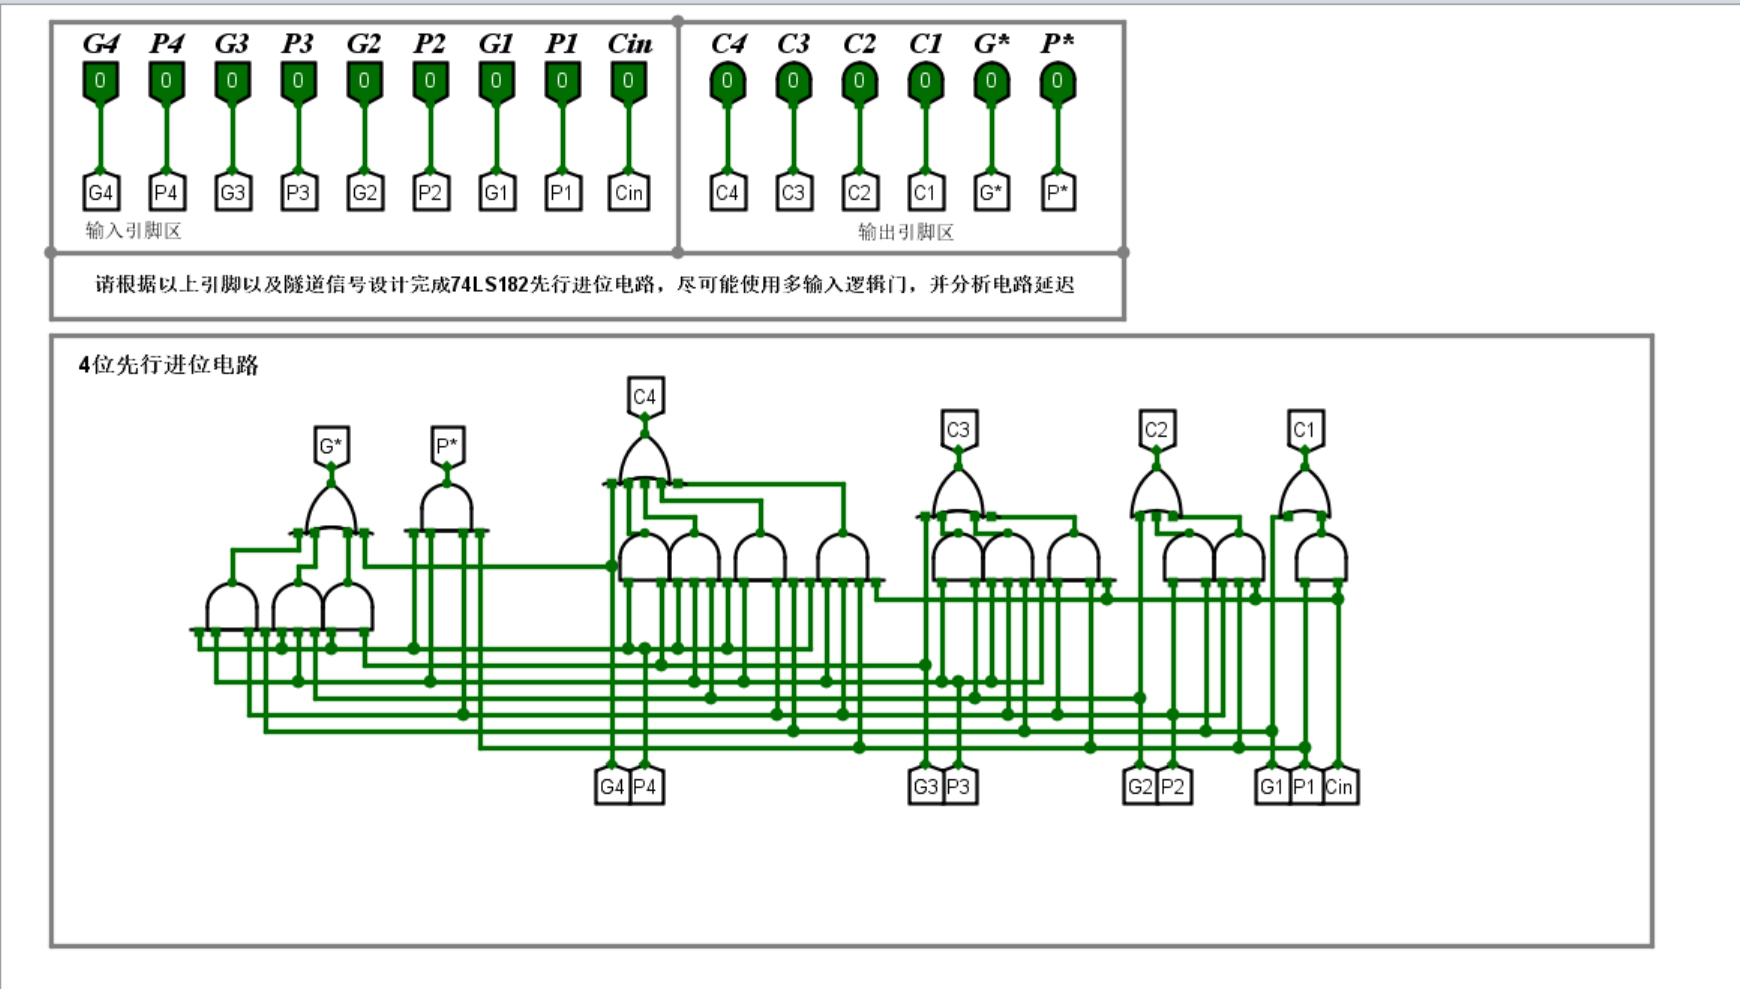 G4 P4 G3 P3 G2 P2 G1 P1 Cin C4 C3 C2 C1 G* P*
0 0 0 0 0 0 0 0 0 0 0 0 0 0 0
G4 P4 G3 P3 G2 P2 G1 P1 Cin C4 C3 C2 C1 G* P*
输入引脚区 输出引脚区
请根据以上引脚以及隧道信号设计完成74LS182先行进位电路，尽可能使用多输入逻辑门，并分析电路延迟
4位先行进位电路
C4
C3 C2 C1
G* P*
G4 P4 G3 P3 G2 P2 G1 P1 Cin